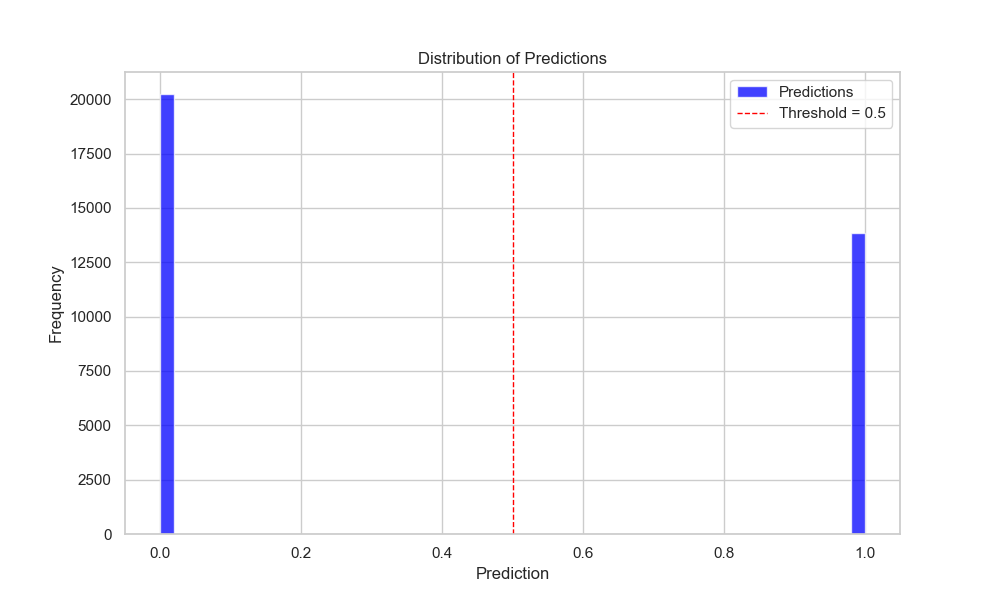 Distribution of Predictions
Predictions
Threshold = 0.5
20000
17500
15000
12500
10000
7500
5000
2500
0
Frequency
0.0 0.2 0.4 0.6 0.8 1.0
Prediction